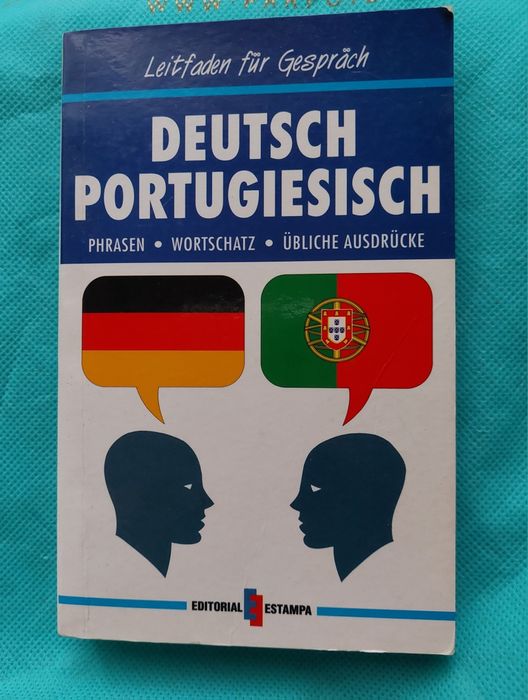 Leitfaden für Gespräch
DEUTSCH
PORTUGIESISCH
PHRASEN • WORTSCHATZ • ÜBLICHE AUSDRÜCKE
EDITORIAL ESTAMPA